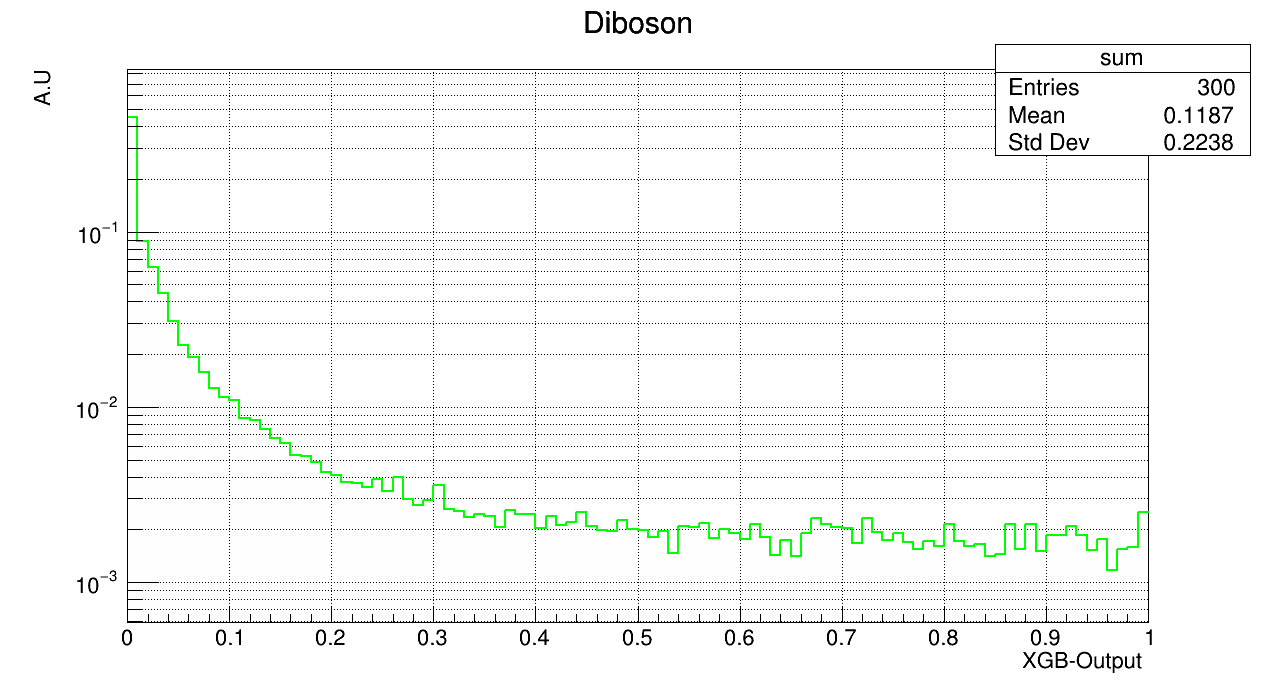 Diboson
A.U
sum
Entries 300
Mean 0.1187
Std Dev 0.2238
10⁻¹
10⁻²
10⁻³
0 0.1 0.2 0.3 0.4 0.5 0.6 0.7 0.8 0.9 1
XGB-Output